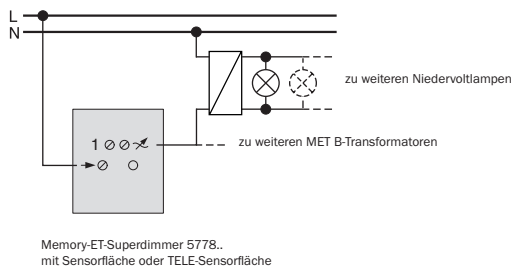 L
N
zu weiteren Niedervoltlampen
zu weiteren MET B-Transformatoren
1
Memory-ET-Superdimmer 5778..
mit Sensorfläche oder TELE-Sensorfläche